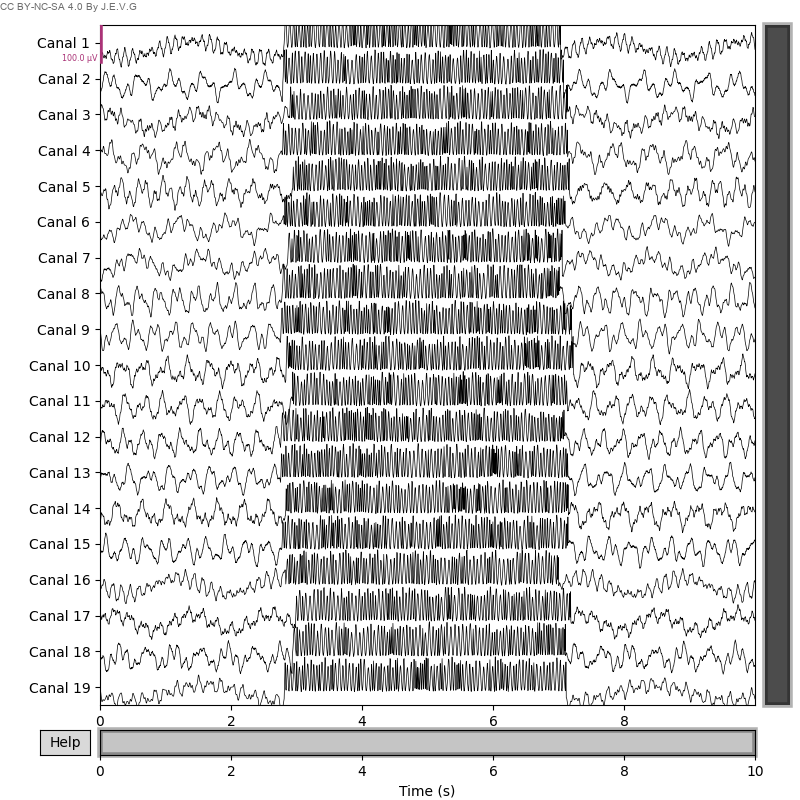 CC BY-NC-SA 4.0 By J.E.V.G
Canal 1
100.0 µV
Canal 2
Canal 3
Canal 4
Canal 5
Canal 6
Canal 7
Canal 8
Canal 9
Canal 10
Canal 11
Canal 12
Canal 13
Canal 14
Canal 15
Canal 16
Canal 17
Canal 18
Canal 19
0 2 4 6 8
Help
0 2 4 6 8 10
Time (s)